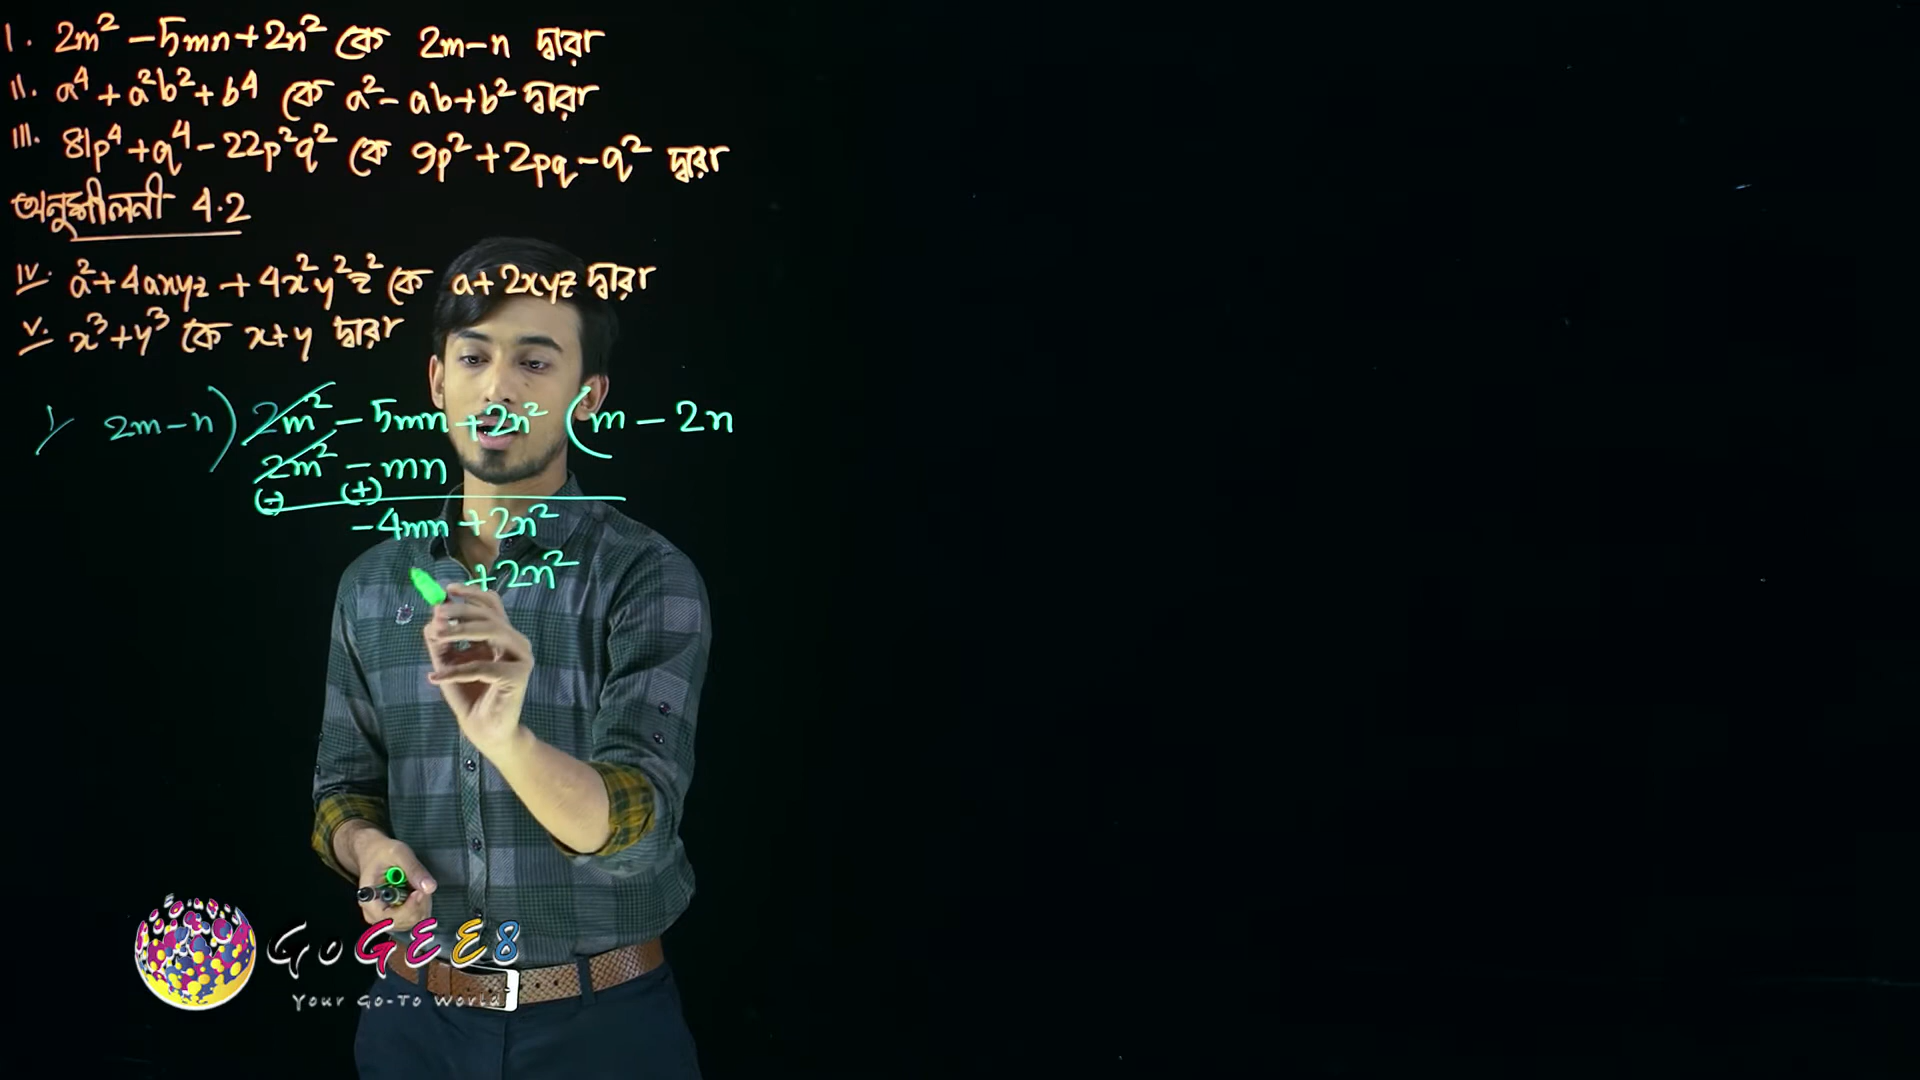 I. 2m² - 5mn + 2n² কে 2m - n দ্বারা
II. a⁴ + a²b² + b⁴ কে a² - ab + b² দ্বারা
III. 81p⁴ + q⁴ - 22p²q² কে 9p² + 2pq - q² দ্বারা
অনুশীলনী 4.2
IV. a² + 4axyz + 4x²y²z² কে a + 2xyz দ্বারা
V. x³ + y³ কে x + y দ্বারা
1) 2m - n ) 2m² - 5mn + 2n² ( m - 2n
2m² - mn
(-) (+)
-4mn + 2n²
+ 2n²
GoGEE8
Your Go-To World